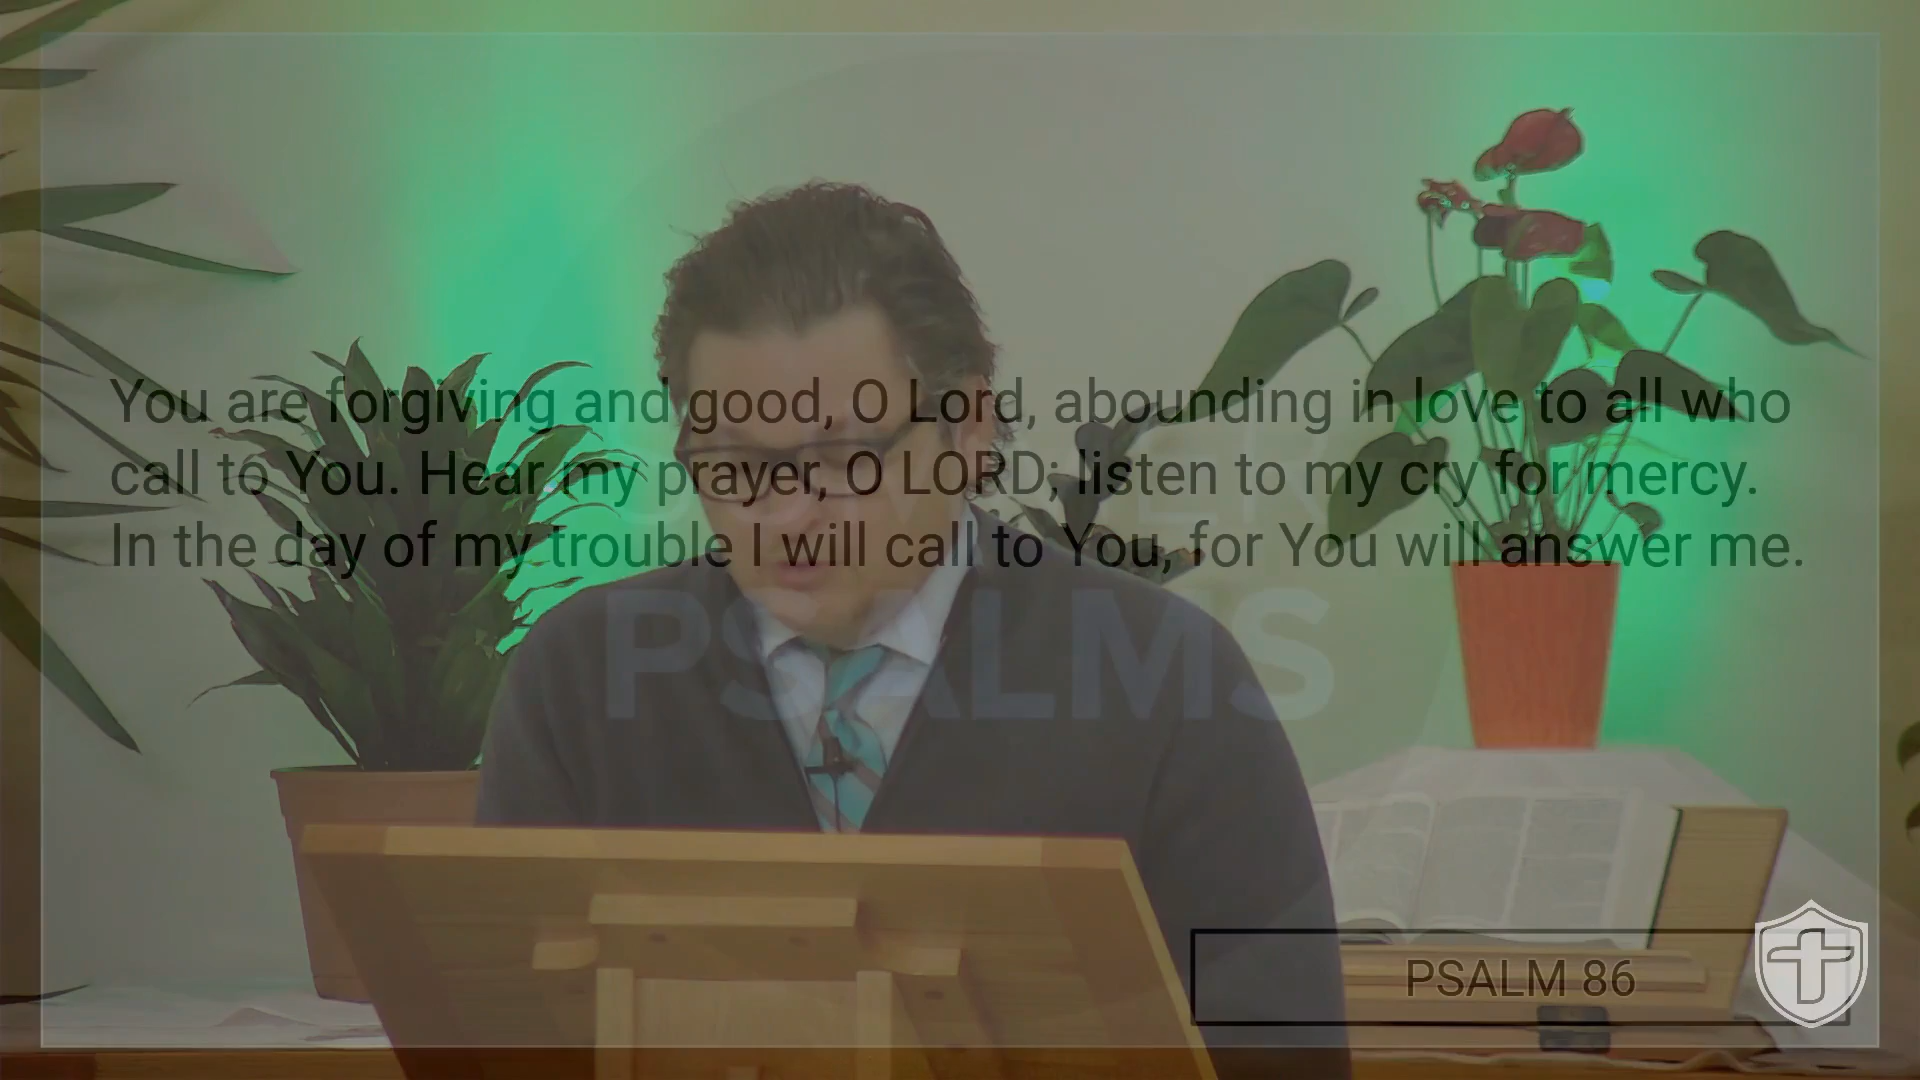 You are forgiving and good, O Lord, abounding in love to all who
call to You. Hear my prayer, O LORD; listen to my cry for mercy.
In the day of my trouble I will call to You, for You will answer me.
PSALMS
PSALM 86